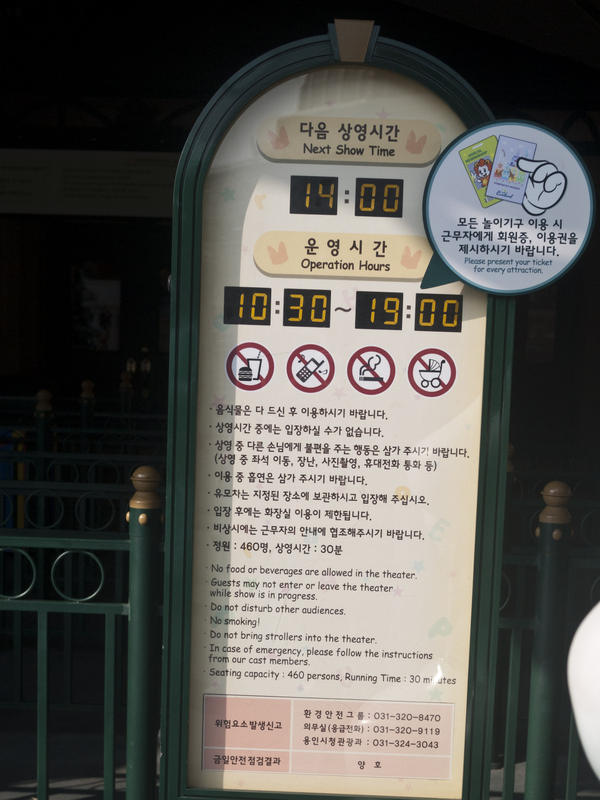 다음 상영시간
Next Show Time
14:00
운영시간
Operation Hours
10:30~19:00
모든 놀이기구 이용 시
근무자에게 회원증, 이용권을
제시하시기 바랍니다.
Please present your ticket
for every attraction.
· 음식물은 다 드신 후 이용하시기 바랍니다.
· 상영시간 중에는 입장하실 수가 없습니다.
· 상영 중 다른 손님에게 불편을 주는 행동은 삼가 주시기 바랍니다.
(상영 중 좌석 이동, 장난, 사진촬영, 휴대전화 통화 등)
· 이용 중 흡연은 삼가 주시기 바랍니다.
· 유모차는 지정된 장소에 보관하시고 입장해 주십시오.
· 입장 후에는 화장실 이용이 제한됩니다.
· 비상시에는 근무자의 안내에 협조해주시기 바랍니다.
· 정원 : 460명, 상영시간 : 30분
· No food or beverages are allowed in the theater.
· Guests may not enter or leave the theater
while show is in progress.
· Do not disturb other audiences.
· No smoking!
· Do not bring strollers into the theater.
· In case of emergency, please follow the instructions
from our cast members.
· Seating capacity : 460 persons, Running Time : 30 minutes
위험요소발생신고
환경안전그룹 : 031-320-8470
의무실(응급전화) : 031-320-9119
용인시청관광과 : 031-324-3043
금일안전점검결과
양 호